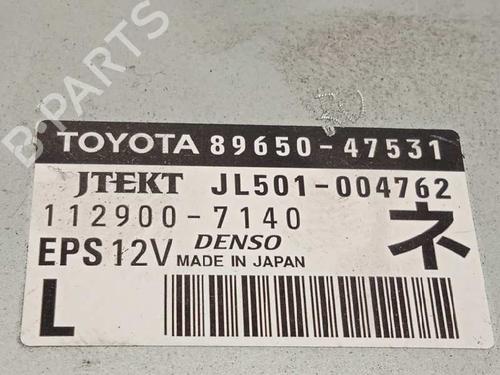 B-PARTS
TOYOTA 89650-47531
JTEKT JL501-004762
112900-7140
EPS 12V DENSO
MADE IN JAPAN
ネ
L